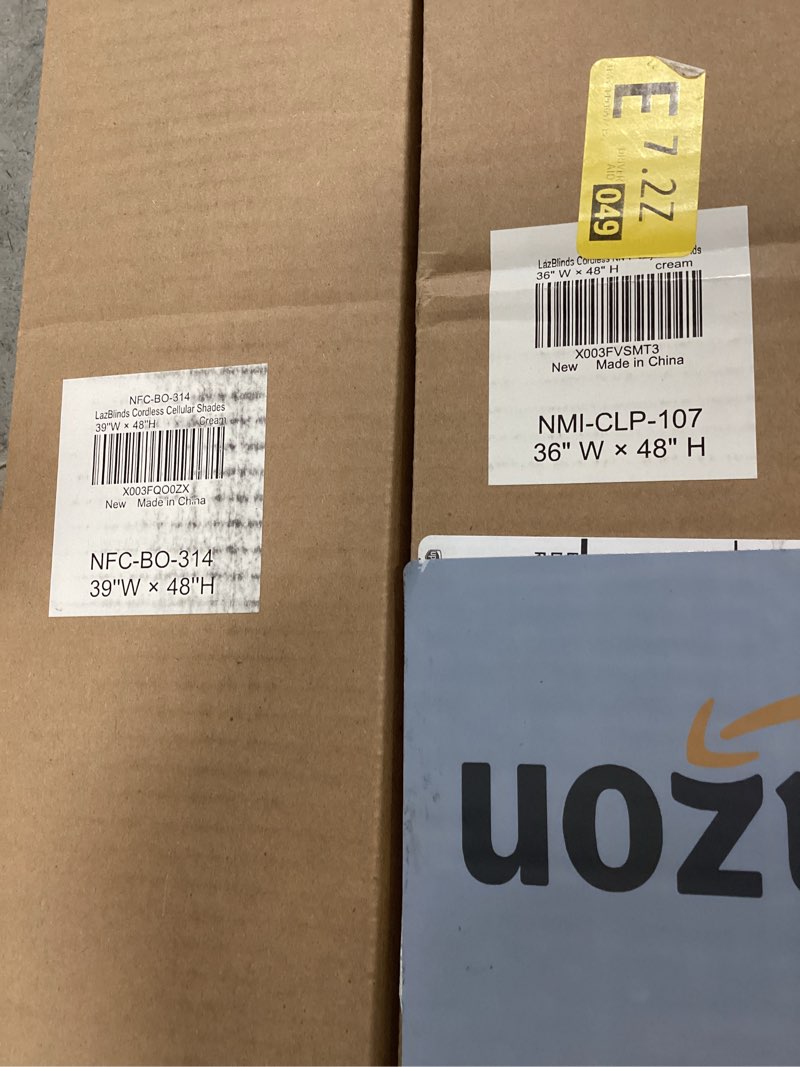 NFC-BO-314
LazBlinds Cordless Cellular Shades
39"W × 48"H Cream
X003FQO0ZX
New Made in China
NFC-BO-314
39"W × 48"H
E 7.2Z
DRIVER
AID
049
LazBlinds Cordless
36" W × 48" H cream
X003FVSMT3
New Made in China
NMI-CLP-107
36" W × 48" H